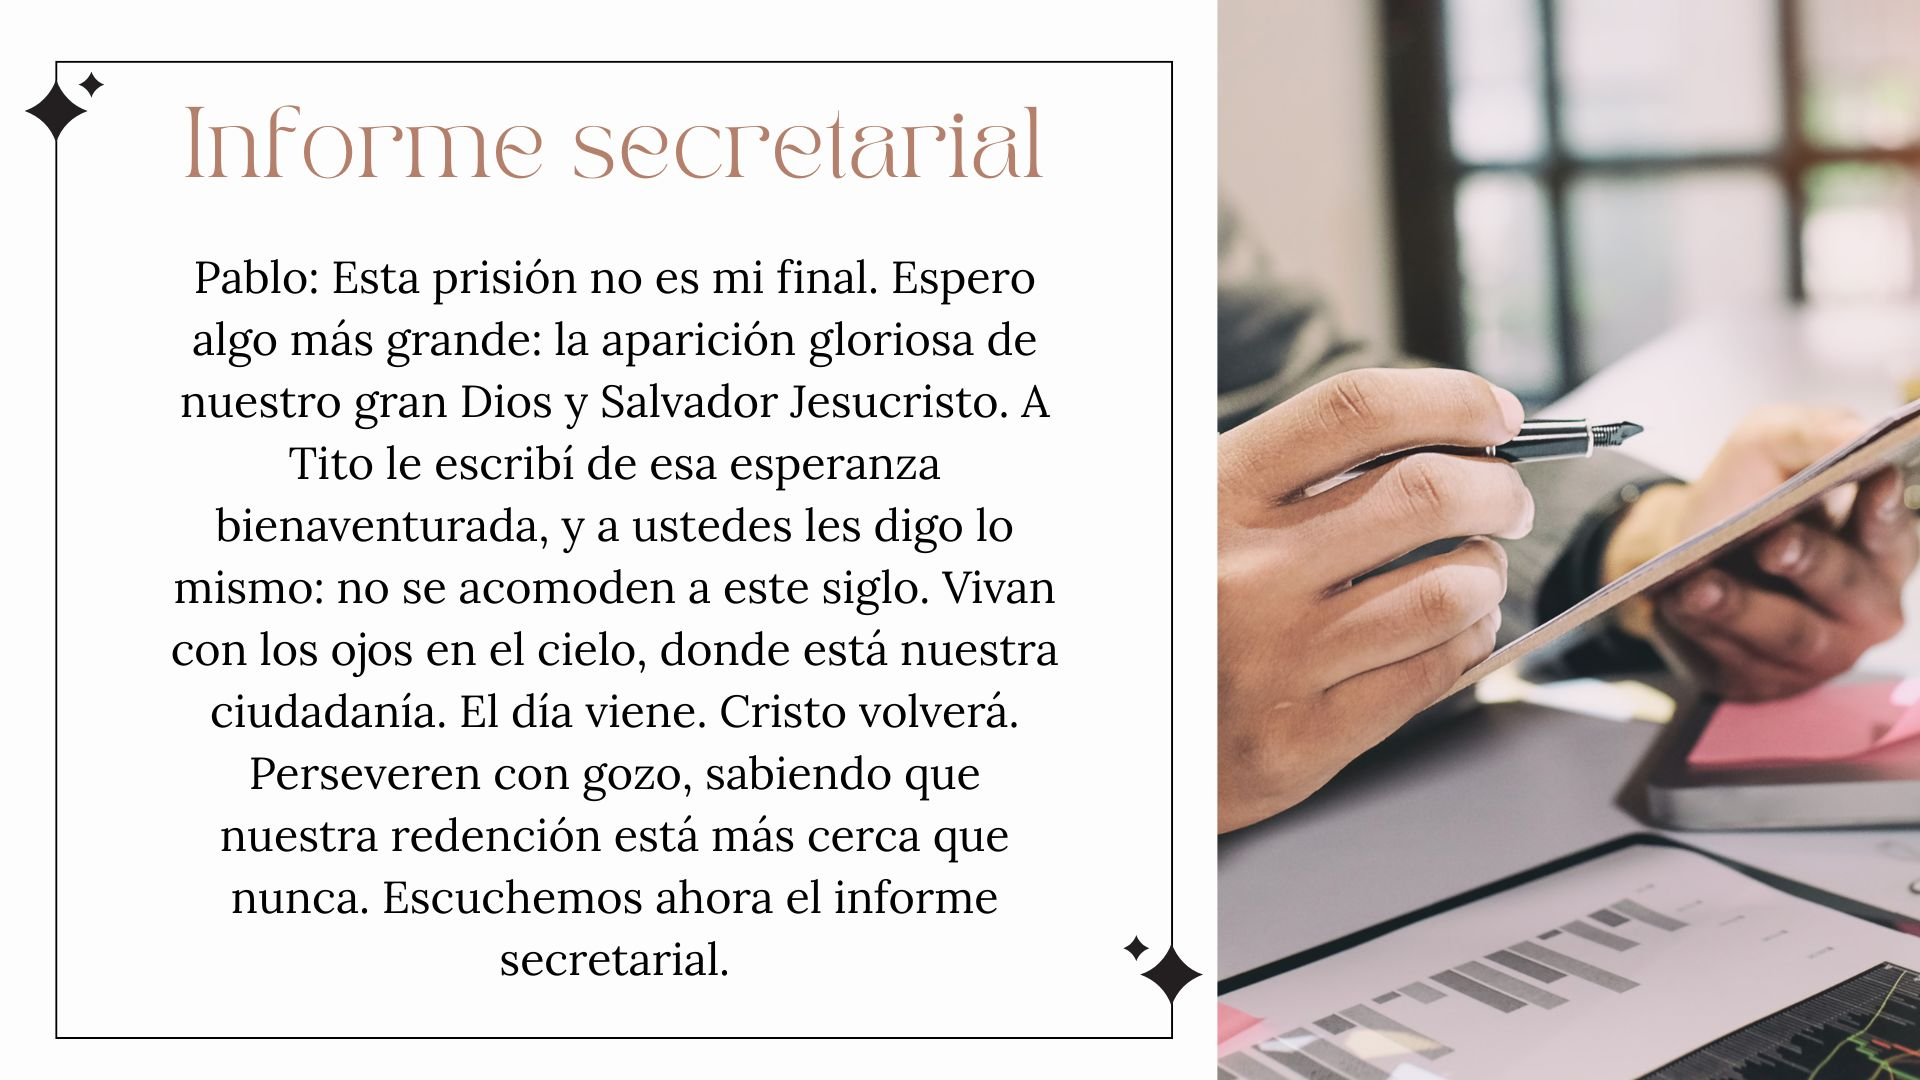 Informe secretarial
Pablo: Esta prisión no es mi final. Espero
algo más grande: la aparición gloriosa de
nuestro gran Dios y Salvador Jesucristo. A
Tito le escribí de esa esperanza
bienaventurada, y a ustedes les digo lo
mismo: no se acomoden a este siglo. Vivan
con los ojos en el cielo, donde está nuestra
ciudadanía. El día viene. Cristo volverá.
Perseveren con gozo, sabiendo que
nuestra redención está más cerca que
nunca. Escuchemos ahora el informe
secretarial.